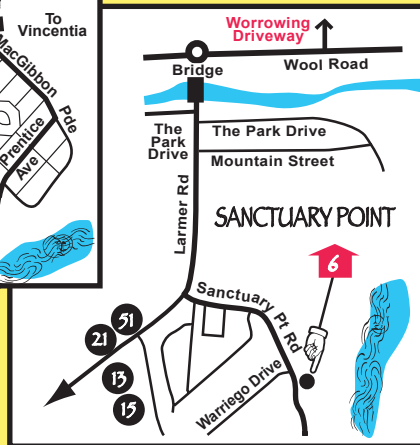 To
Vincentia
MacGibbon
Pde
Prentice
Ave
Worrowing
Driveway
Bridge
Wool Road
The
Park
Drive
The Park Drive
Mountain Street
Larmer Rd
SANCTUARY POINT
6
Sanctuary Pt Rd
51
21
13
15
Warriego Drive